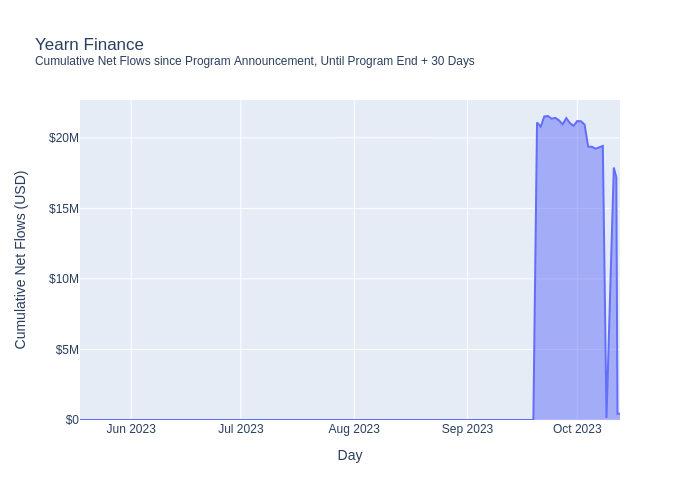 Yearn Finance
Cumulative Net Flows since Program Announcement, Until Program End + 30 Days
$20M
$15M
$10M
$5M
$0
Cumulative Net Flows (USD)
Jun 2023
Jul 2023
Aug 2023
Sep 2023
Oct 2023
Day